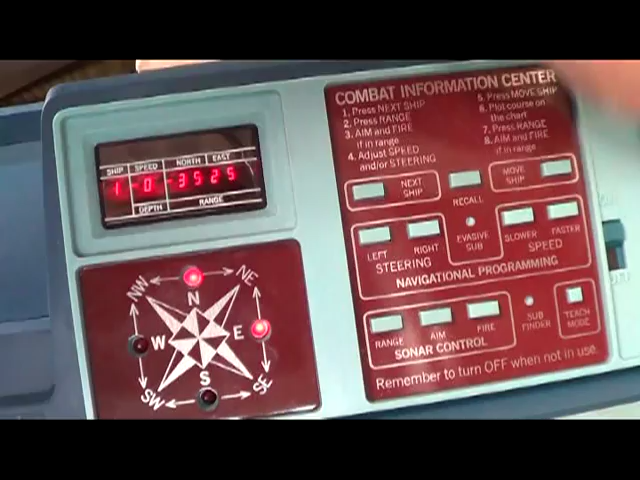 SHIP SPEED NORTH EAST
1 -0-3525
DEPTH RANGE
NW N NE
W E
SW S SE
COMBAT INFORMATION CENTER
1. Press NEXT SHIP
2. Press RANGE
3. AIM and FIRE
if in range
4. Adjust SPEED
and/or STEERING
5. Press MOVE SHIP
6. Plot course on
the chart
7. Press RANGE
8. AIM and FIRE
if in range
NEXT
SHIP
RECALL
MOVE
SHIP
LEFT RIGHT
STEERING
EVASIVE
SUB
SLOWER FASTER
SPEED
NAVIGATIONAL PROGRAMMING
RANGE AIM FIRE
SONAR CONTROL
SUB
FINDER
TEACH
MODE
Remember to turn OFF when not in use.